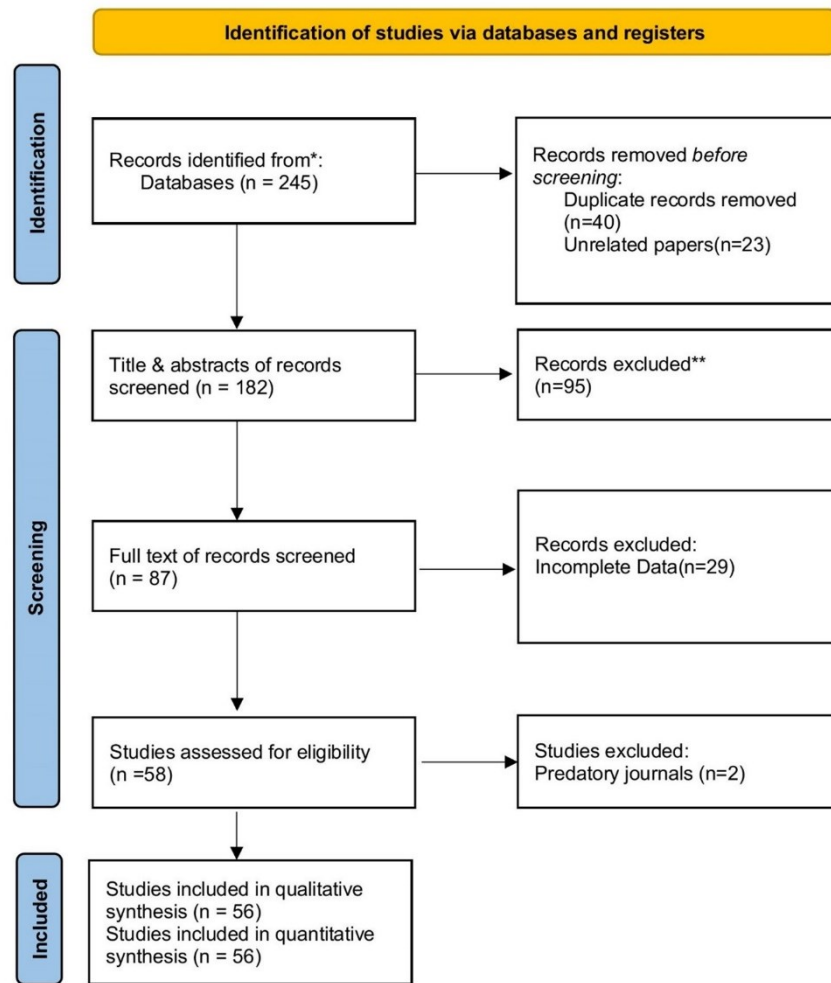 Identification of studies via databases and registers
Identification
Records identified from*:
Databases (n = 245)
Records removed before
screening:
Duplicate records removed
(n=40)
Unrelated papers(n=23)
Screening
Title & abstracts of records
screened (n = 182)
Records excluded**
(n=95)
Full text of records screened
(n = 87)
Records excluded:
Incomplete Data(n=29)
Studies assessed for eligibility
(n =58)
Studies excluded:
Predatory journals (n=2)
Included
Studies included in qualitative
synthesis (n = 56)
Studies included in quantitative
synthesis (n = 56)